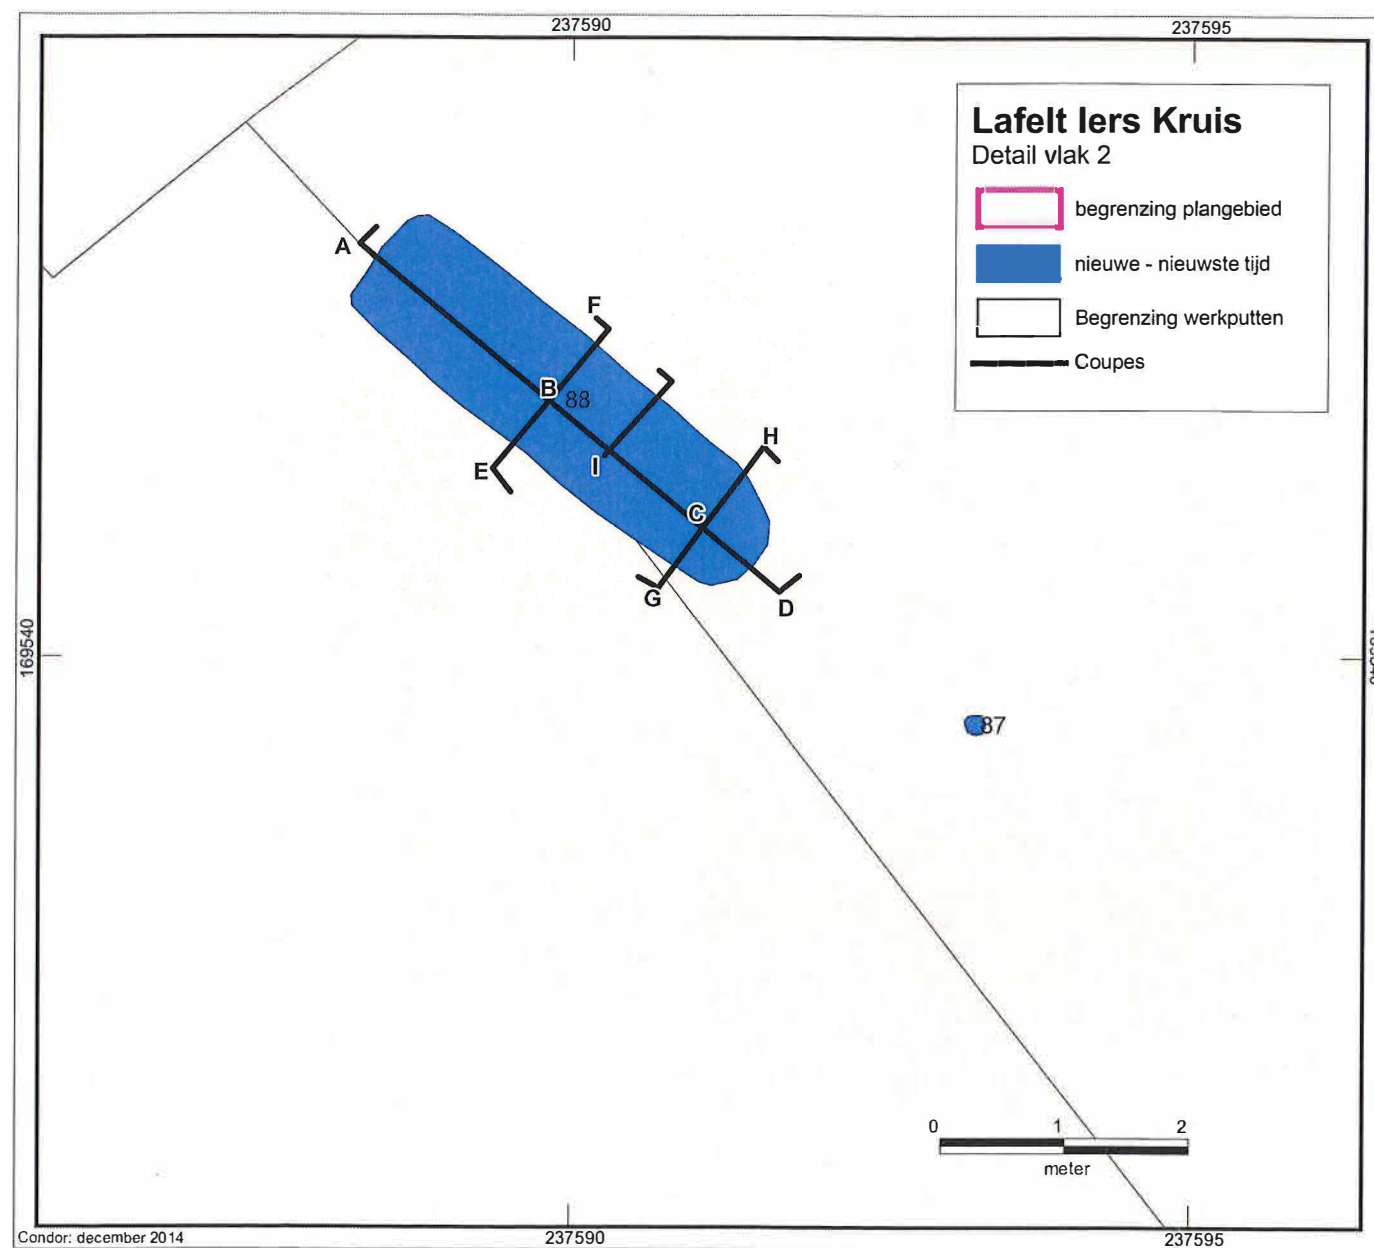 237590
237595
Lafelt Iers Kruis
Detail vlak 2
begrenzing plangebied
nieuwe - nieuwste tijd
Begrenzing werkputten
Coupes
A
F
B
88
H
E
I
C
G
D
169540
87
0 1 2
meter
237590
237595
Condor: december 2014